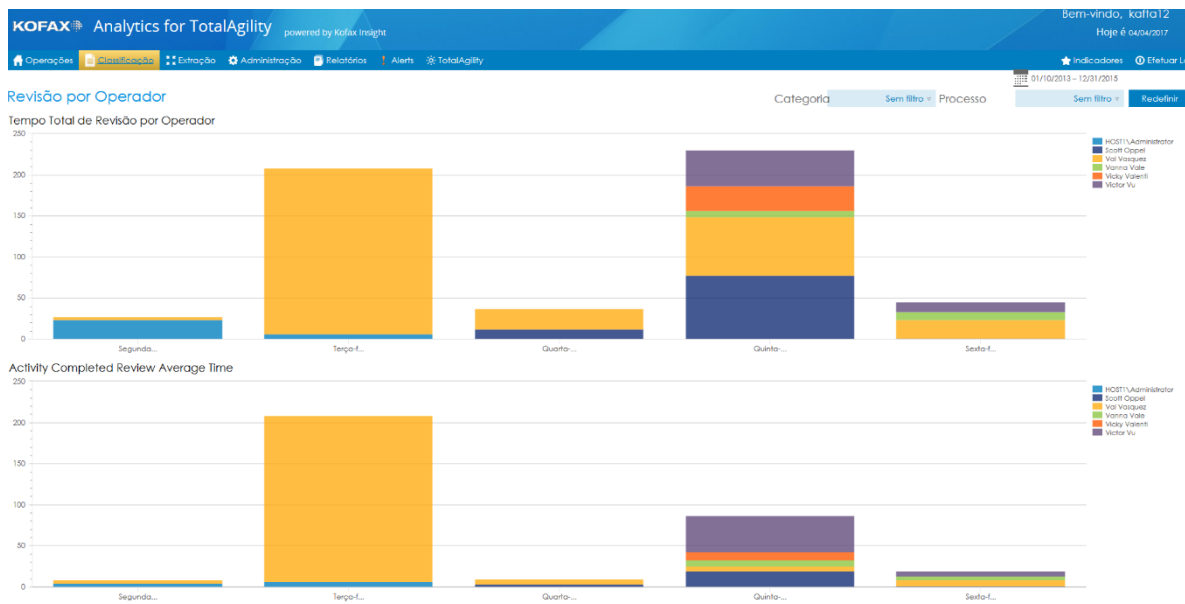 KOFAX Analytics for TotalAgility powered by Kofax Insight
Bem-vindo, kaffa12
Hoje é 04/04/2017
Operações Classificação Extração Administração Relatórios Alerts TotalAgility Indicadores Efetuar Lo
01/10/2013 – 12/31/2015
Revisão por Operador
Categoria Sem filtro Processo Sem filtro Redefinir
Tempo Total de Revisão por Operador
250
200
150
100
50
0
Segunda... Terça-f... Quarta-... Quinta-... Sexta-f...
HOST1\Administrator
Scott Oppel
Val Vasquez
Vanna Vale
Vicky Valenti
Victor Vu
Activity Completed Review Average Time
250
200
150
100
50
0
Segunda... Terça-f... Quarta-... Quinta-... Sexta-f...
HOST1\Administrator
Scott Oppel
Val Vasquez
Vanna Vale
Vicky Valenti
Victor Vu